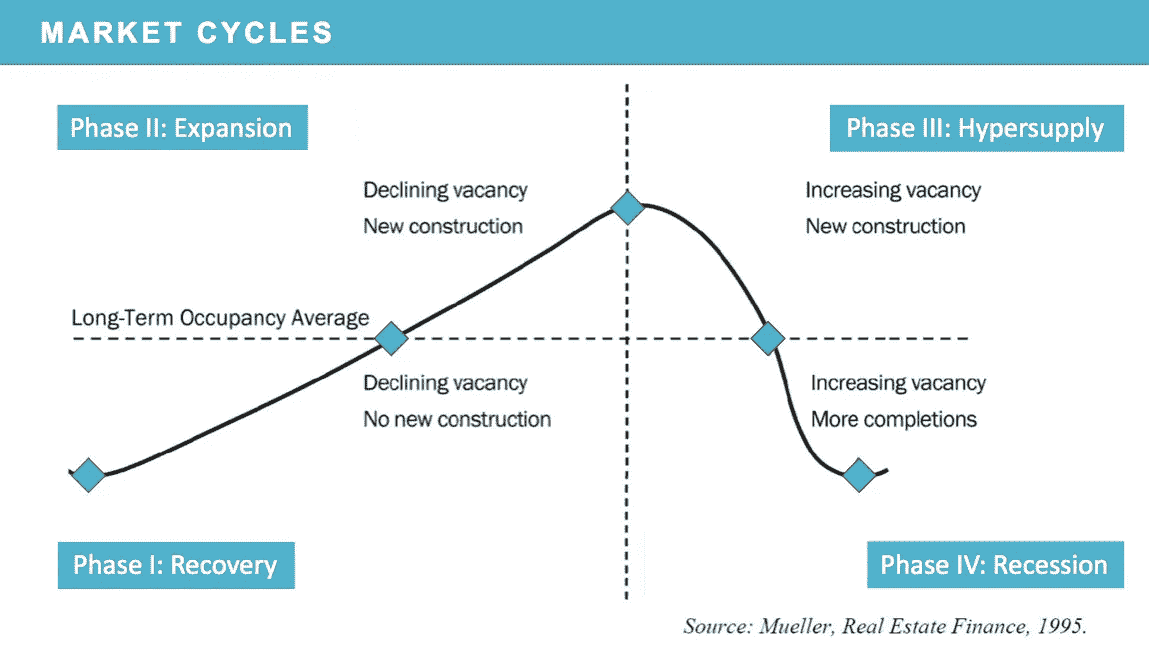 MARKET CYCLES
Phase II: Expansion
Phase III: Hypersupply
Declining vacancy
New construction
Increasing vacancy
New construction
Long-Term Occupancy Average
Declining vacancy
No new construction
Increasing vacancy
More completions
Phase I: Recovery
Phase IV: Recession
Source: Mueller, Real Estate Finance, 1995.